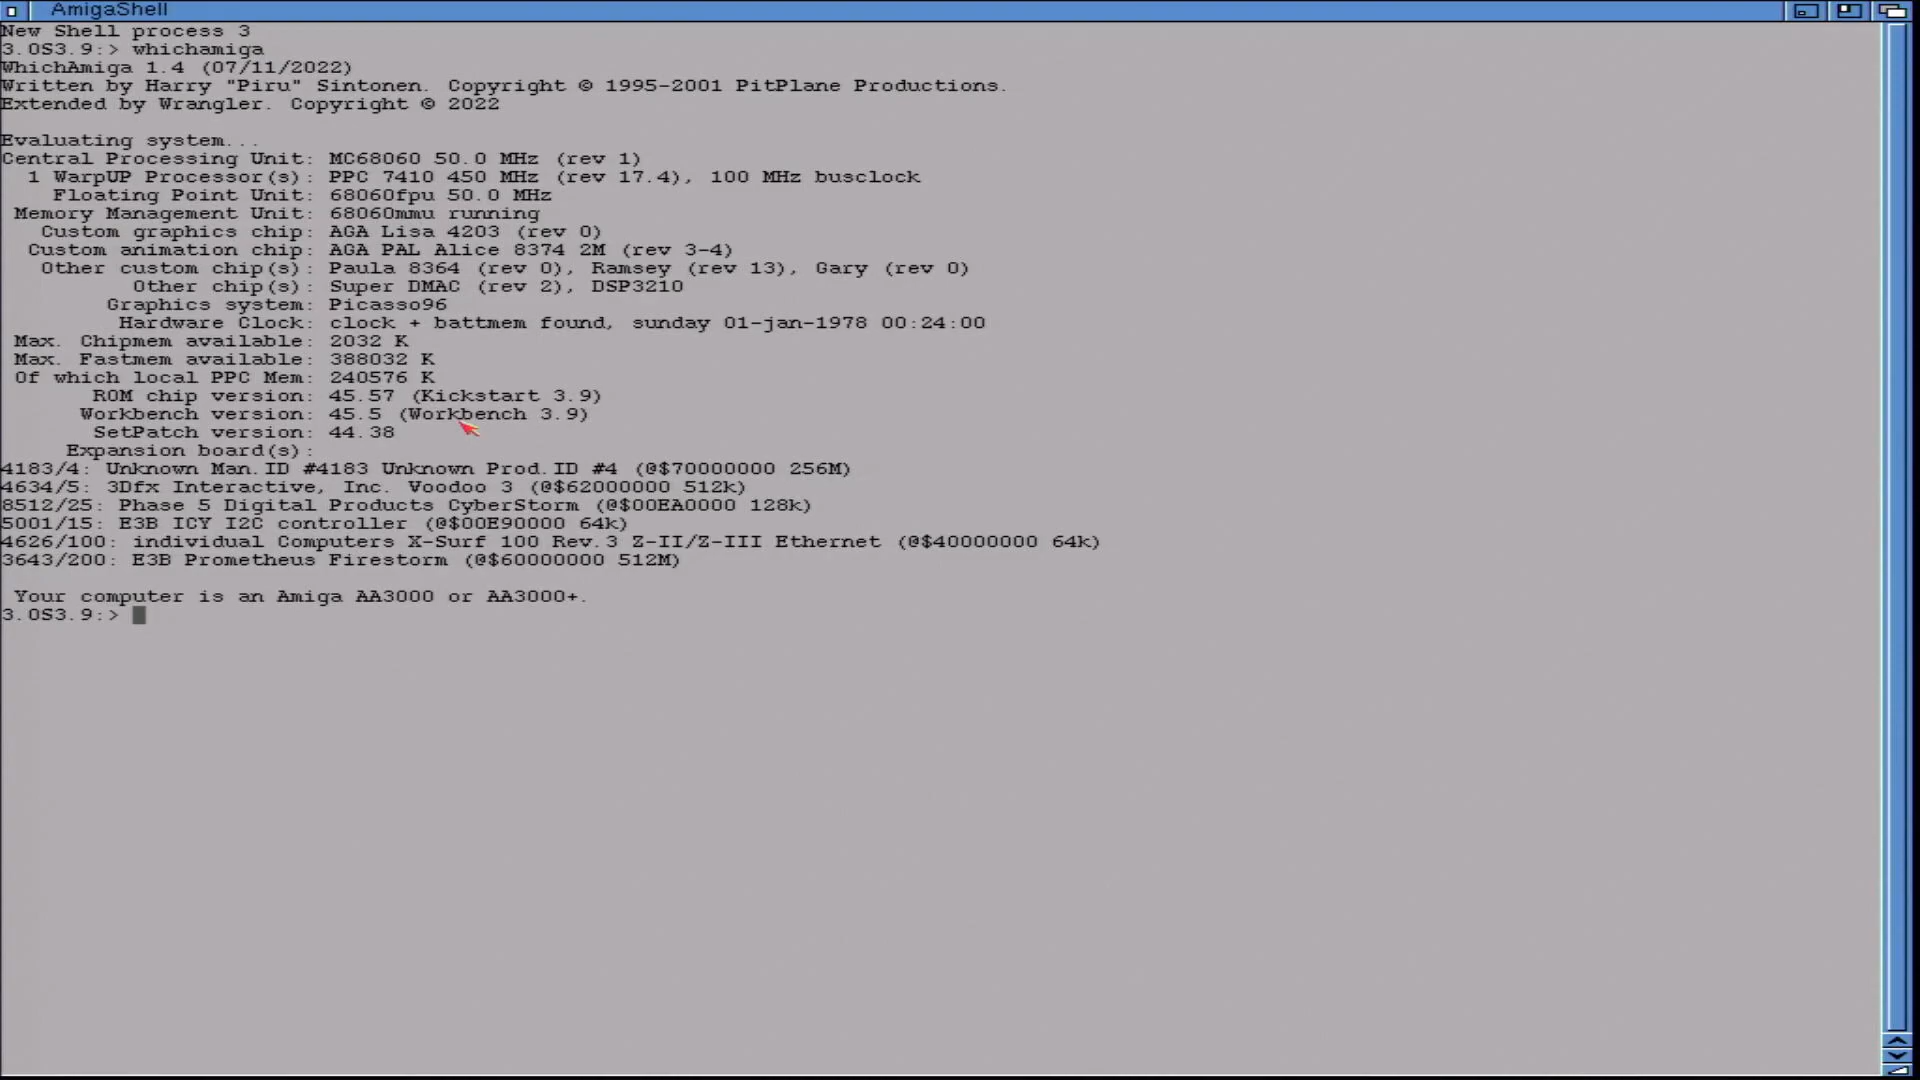 AmigaShell
New Shell process 3
3.OS3.9:> whichamiga
WhichAmiga 1.4 (07/11/2022)
Written by Harry "Piru" Sintonen. Copyright © 1995-2001 PitPlane Productions.
Extended by Wrangler. Copyright © 2022
Evaluating system...
Central Processing Unit: MC68060 50.0 MHz (rev 1)
1 WarpUP Processor(s): PPC 7410 450 MHz (rev 17.4), 100 MHz busclock
Floating Point Unit: 68060fpu 50.0 MHz
Memory Management Unit: 68060mmu running
Custom graphics chip: AGA Lisa 4203 (rev 0)
Custom animation chip: AGA PAL Alice 8374 2M (rev 3-4)
Other custom chip(s): Paula 8364 (rev 0), Ramsey (rev 13), Gary (rev 0)
Other chip(s): Super DMAC (rev 2), DSP3210
Graphics system: Picasso96
Hardware Clock: clock + battmem found, sunday 01-jan-1978 00:24:00
Max. Chipmem available: 2032 K
Max. Fastmem available: 388032 K
Of which local PPC Mem: 240576 K
ROM chip version: 45.57 (Kickstart 3.9)
Workbench version: 45.5 (Workbench 3.9)
SetPatch version: 44.38
Expansion board(s):
4183/4: Unknown Man.ID #4183 Unknown Prod.ID #4 (@$70000000 256M)
4634/5: 3Dfx Interactive, Inc. Voodoo 3 (@$62000000 512k)
8512/25: Phase 5 Digital Products CyberStorm (@$00EA0000 128k)
5001/15: E3B ICY I2C controller (@$00E90000 64k)
4626/100: individual Computers X-Surf 100 Rev.3 Z-II/Z-III Ethernet (@$40000000 64k)
3643/200: E3B Prometheus Firestorm (@$60000000 512M)
Your computer is an Amiga AA3000 or AA3000+.
3.OS3.9:>